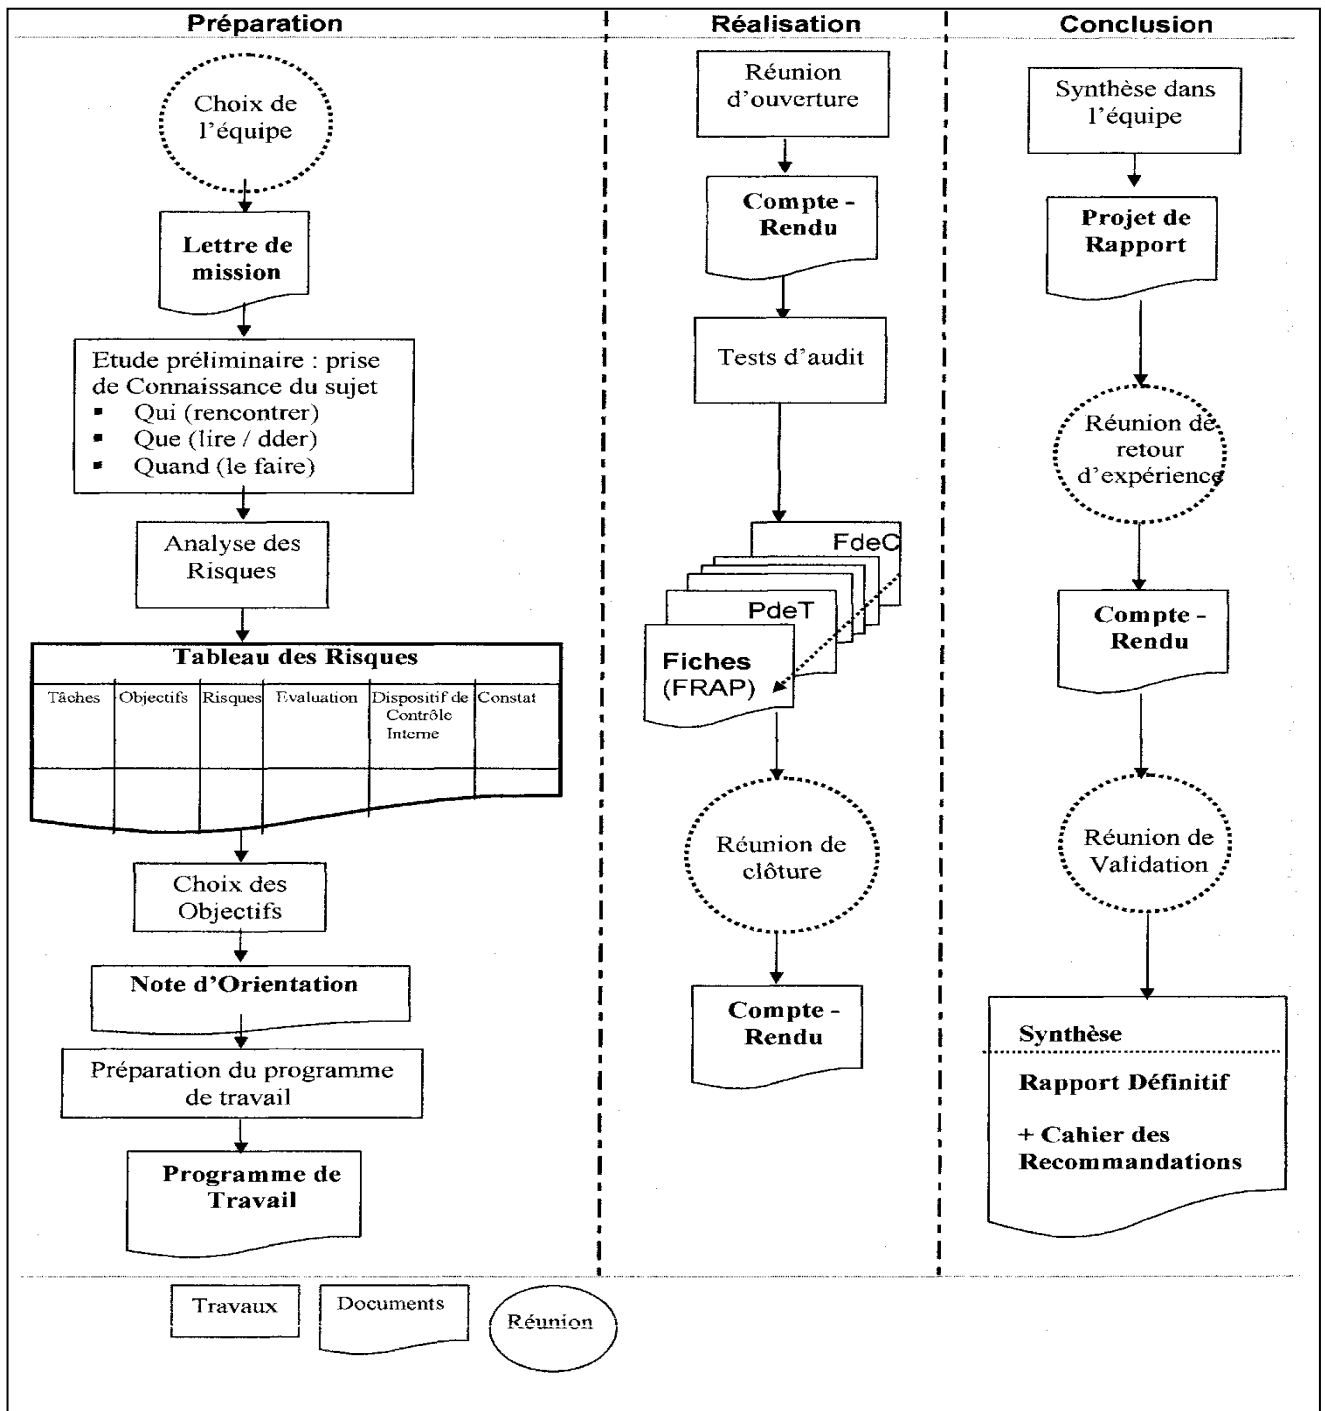 Préparation
Choix de
l'équipe
Lettre de
mission
Etude préliminaire : prise
de Connaissance du sujet
▪ Qui (rencontrer)
▪ Que (lire / dder)
▪ Quand (le faire)
Analyse des
Risques
Tableau des Risques
Tâches
Objectifs
Risques
Evaluation
Dispositif de
Contrôle
Interne
Constat
Choix des
Objectifs
Note d'Orientation
Préparation du programme
de travail
Programme de
Travail
Réalisation
Réunion
d'ouverture
Compte -
Rendu
Tests d'audit
FdeC
PdeT
Fiches
(FRAP)
Réunion de
clôture
Compte -
Rendu
Conclusion
Synthèse dans
l'équipe
Projet de
Rapport
Réunion de
retour
d'expérience
Compte -
Rendu
Réunion de
Validation
Synthèse
Rapport Définitif
+ Cahier des
Recommandations
Travaux
Documents
Réunion